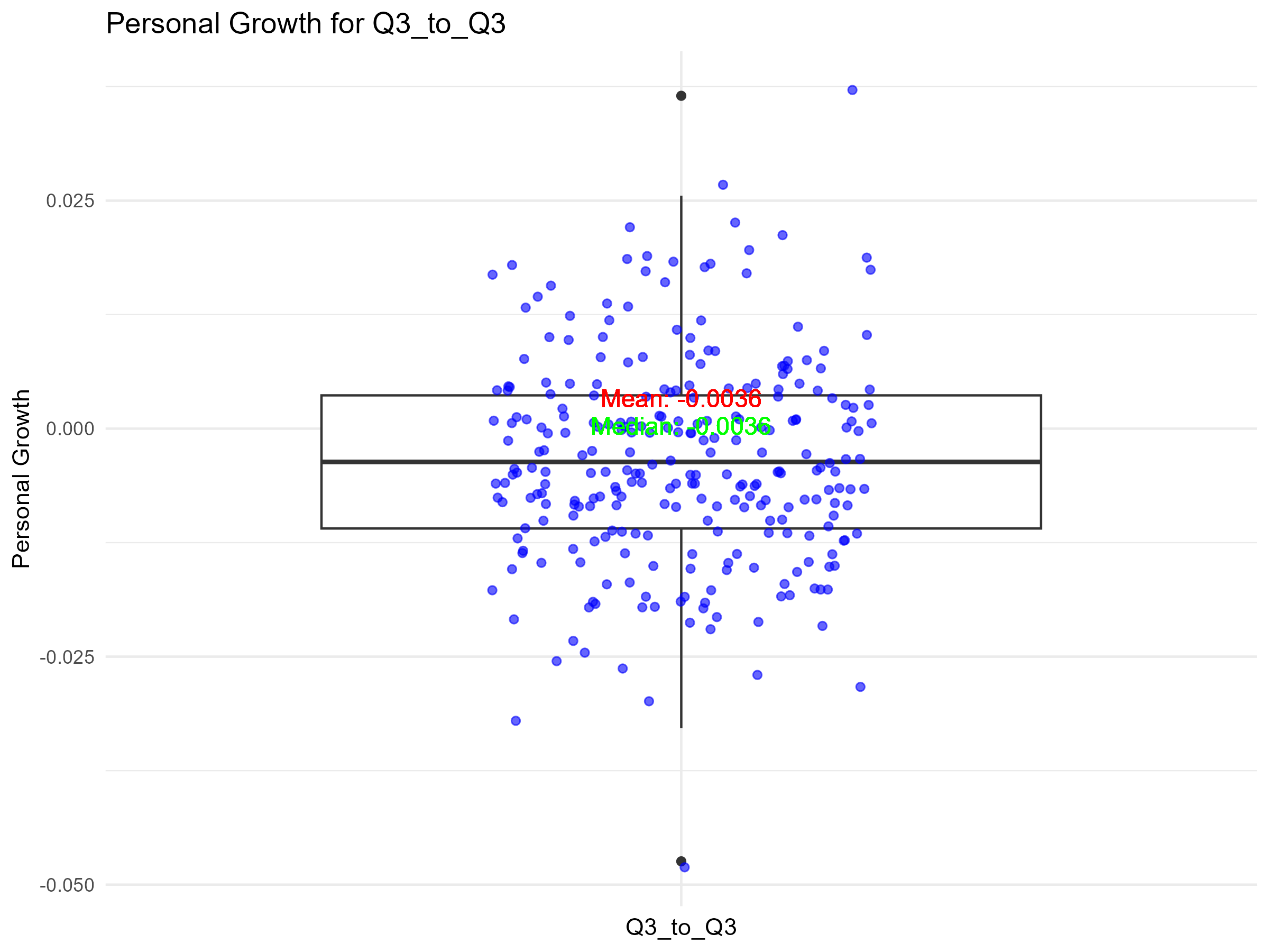 Personal Growth for Q3_to_Q3
Personal Growth
0.025
0.000
-0.025
-0.050
Mean: -0.0036
Median: -0.0036
Q3_to_Q3